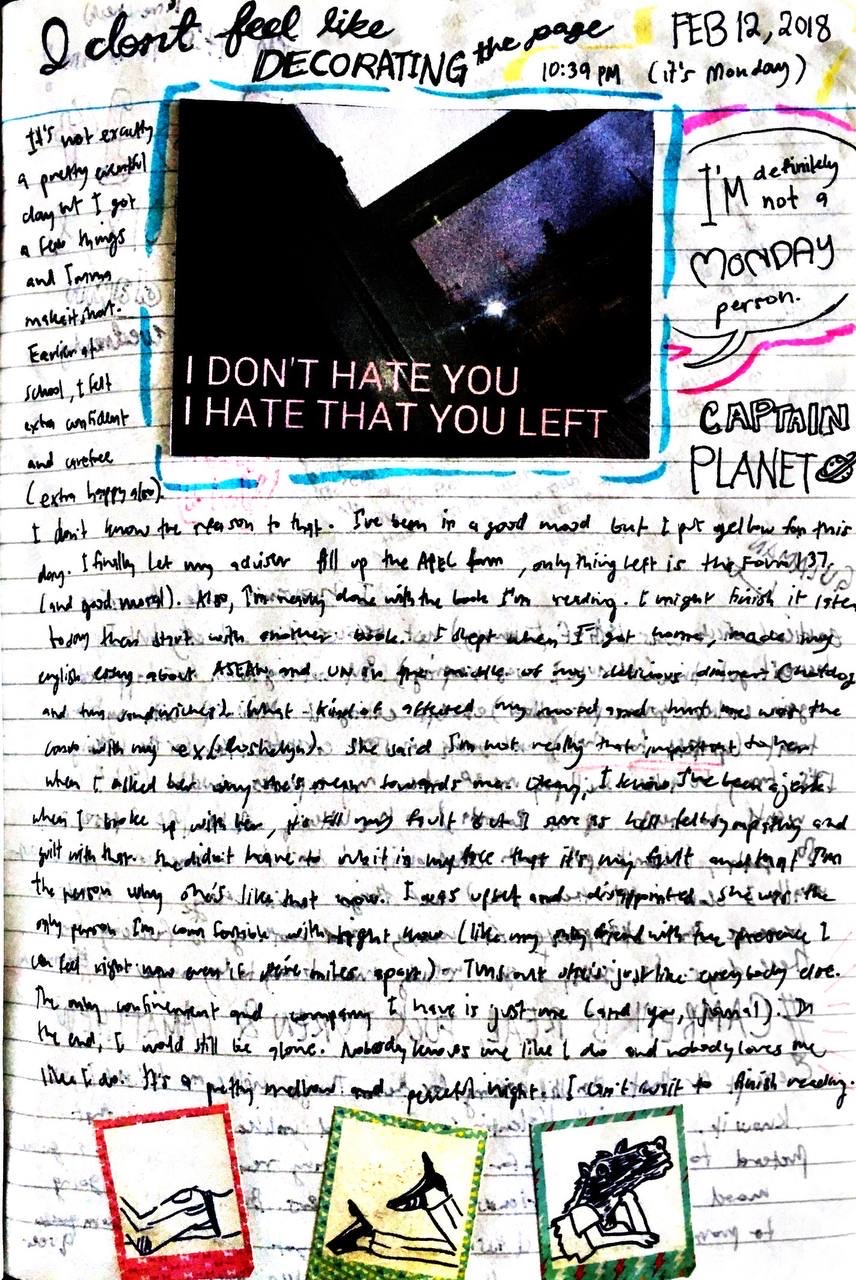 I don't feel like
DECORATING the page
FEB 12, 2018
10:39 PM (it's Monday)
It's not exactly
a pretty eventful
day but I got
a few things
and I'mma
make it short.
Earlier at
school, I felt
extra confident
and carefree
(extra happy also).
I DON'T HATE YOU
I HATE THAT YOU LEFT
I'M definitely
not a
MONDAY
person.
CAPTAIN
PLANET
I don't know the reason to that. I've been in a good mood but I put yellow for this
day. I finally let my adviser fill up the APEC form, only thing left is the Form 137.
(and good moral). Also, I'm nearly done with the book I'm reading. I might finish it later
today then start with another book. I slept when I got home, made my
english essay about ASEAN and UN in the middle of my delicious dinner
and two sandwiches). What kind of affected my mood and hurt me was the
convo with my ex. She said I'm not really that important to her
when I asked her why she's mean towards me. Okay, I know I've been a jerk
when I broke up with her, it's all my fault but I sure as hell felt sympathy and
guilt with that. She didn't have to rub it in my face that it's my fault and that I'm
the person why she's like that now. I was upset and disappointed. She was the
only person I'm comfortable with right know (like my only friend with the presence I
can feel right now even if we're miles apart). Turns out she's just like everybody else.
The only and company I have is just me (and you, journal). In
the end, I would still be alone. Nobody knows me like I do and nobody loves me
like I do. It's a pretty mellow and peaceful night. I can't wait to finish reading.